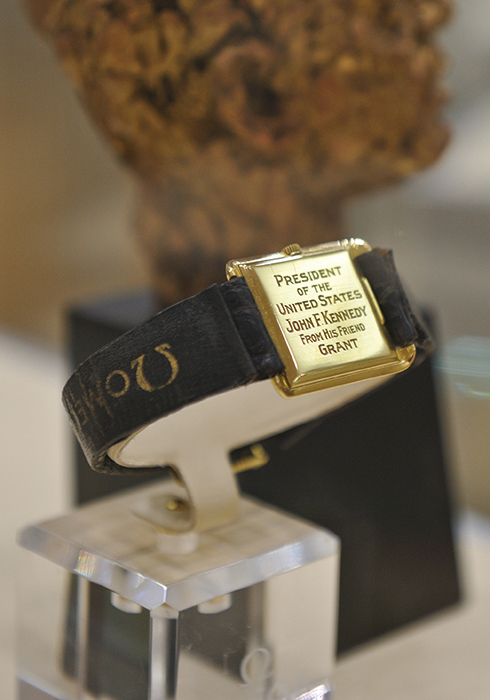 PRESIDENT
OF THE
UNITED STATES
JOHN F. KENNEDY
FROM HIS FRIEND
GRANT
Ω